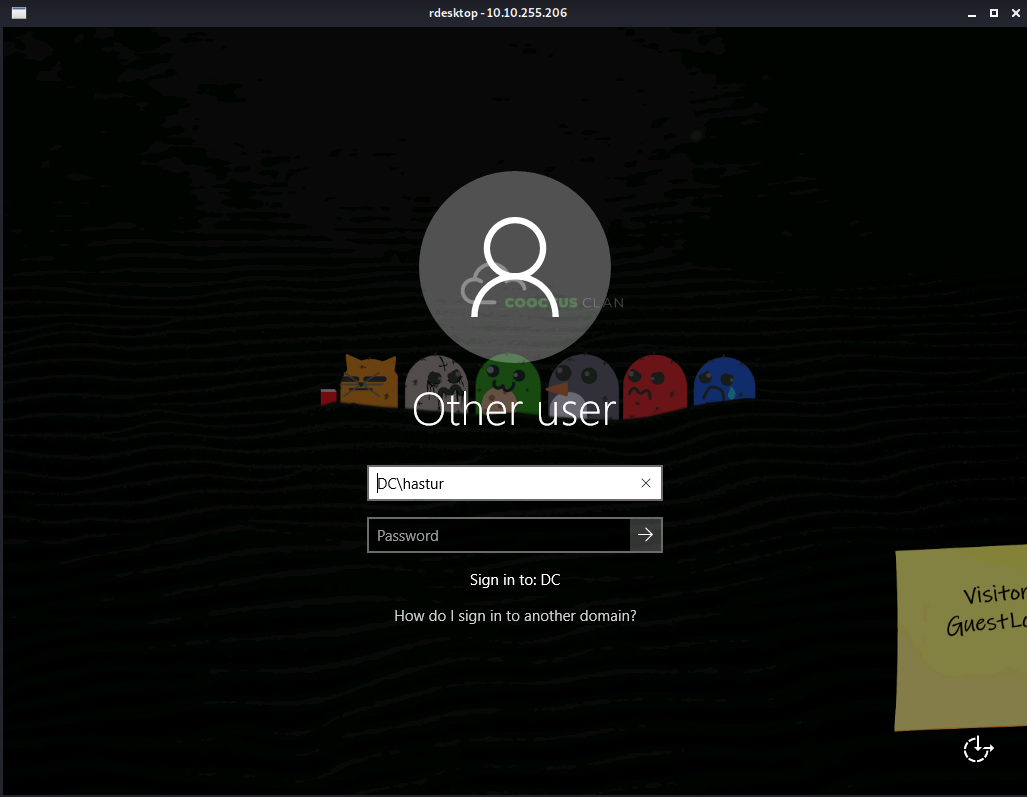 rdesktop - 10.10.255.206
COOCTUS CLAN
Other user
DC\hastur
Password
Sign in to: DC
How do I sign in to another domain?
Visitor
GuestLo